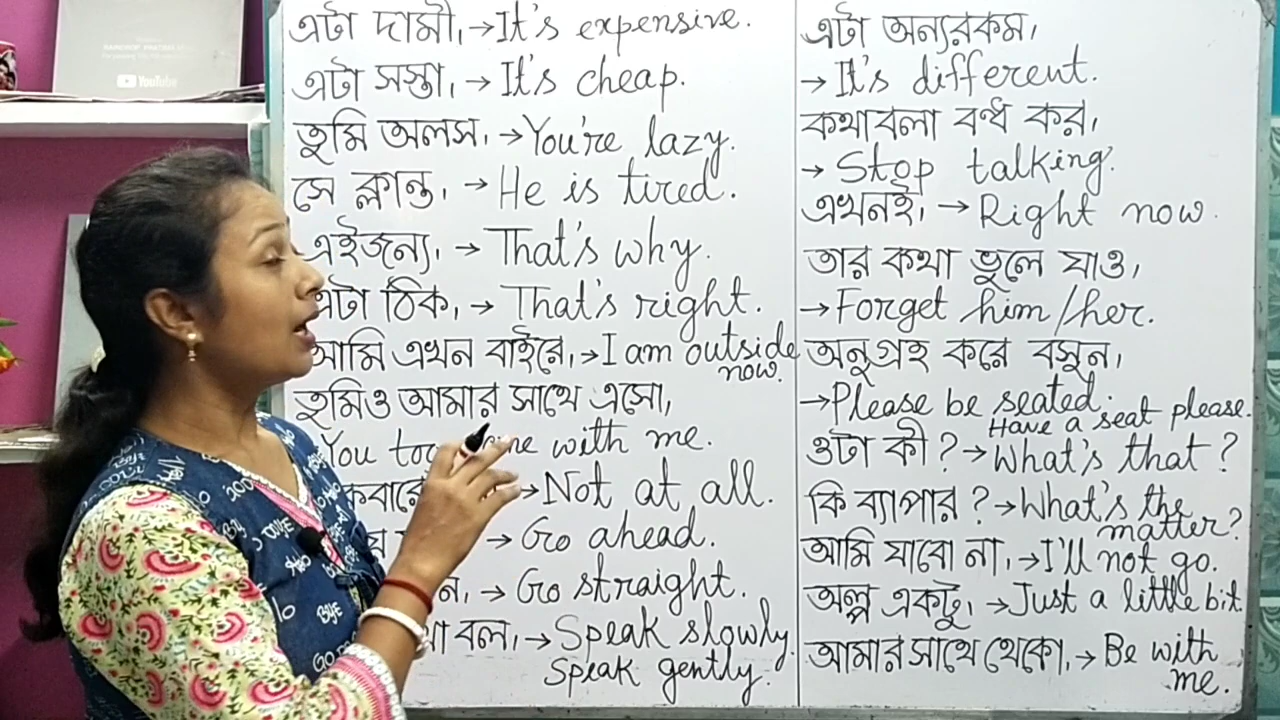 YouTube
এটা দামী, →It's expensive.
এটা সস্তা, → It's cheap.
তুমি অলস, →You're lazy.
সে ক্লান্ত, → He is tired.
এইজন্য, → That's why.
এটা ঠিক, → That's right.
আমি এখন বাইরে, →I am outside
now.
তুমিও আমার সাথে এসো,
You too with me.
→Not at all.
→ Go ahead.
→ Go straight.
বল, → Speak slowly.
Speak gently.
এটা অন্যরকম,
→ It's different.
কথাবলা বন্ধ কর,
→ Stop talking.
এখনই, → Right now.
তার কথা ভুলে যাও,
→Forget him/her.
অনুগ্রহ করে বসুন,
→Please be seated.
Have a seat please.
ওটা কী? → What's that?
কি ব্যাপার? →What's the
matter?
আমি যাবো না, →I'll not go.
অল্প একটু, →Just a little bit.
আমার সাথে থেকো, → Be with
me.